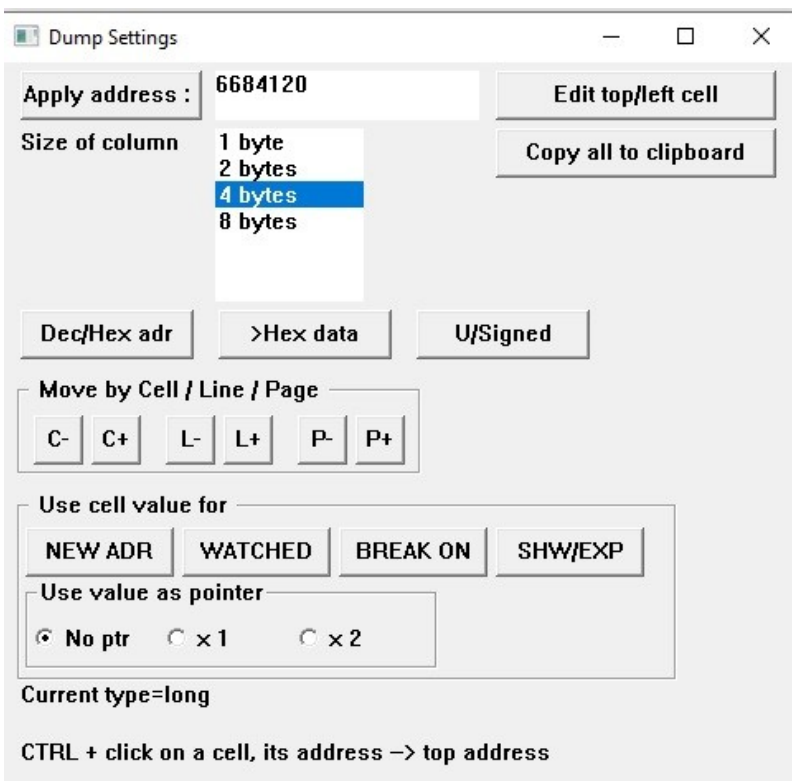 Dump Settings
Apply address :
6684120
Edit top/left cell
Size of column
1 byte
2 bytes
4 bytes
8 bytes
Copy all to clipboard
Dec/Hex adr
>Hex data
U/Signed
Move by Cell / Line / Page
C-
C+
L-
L+
P-
P+
Use cell value for
NEW ADR
WATCHED
BREAK ON
SHW/EXP
Use value as pointer
No ptr
x 1
x 2
Current type=long
CTRL + click on a cell, its address --> top address